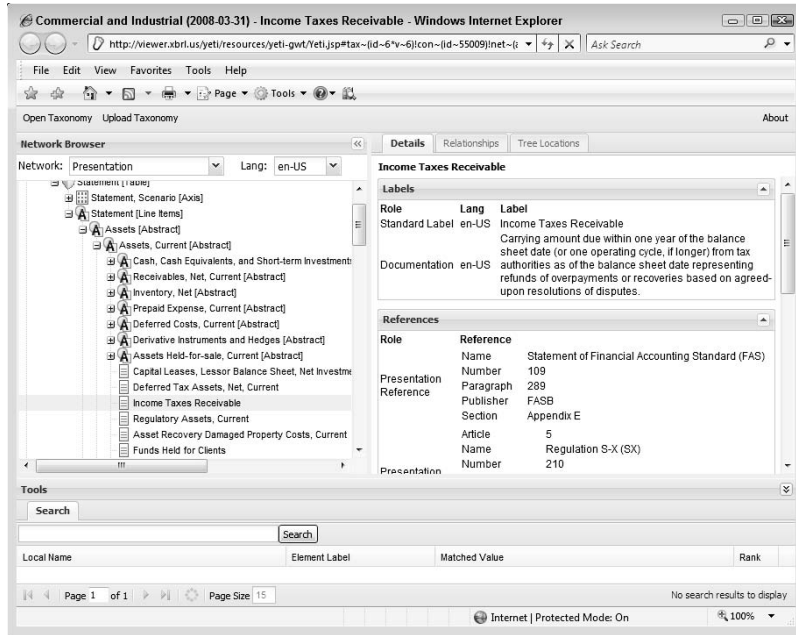 Commercial and Industrial (2008-03-31) - Income Taxes Receivable - Windows Internet Explorer
http://viewer.xbrl.us/yeti/resources/yeti-gwt/Yeti.jsp#tax~(id~6*v~6)!con~(id~55009)!net~(a
Ask Search
File Edit View Favorites Tools Help
Page Tools
Open Taxonomy Upload Taxonomy About
Network Browser
Network: Presentation Lang: en-US
Statement [Table]
Statement, Scenario [Axis]
Statement [Line Items]
Assets [Abstract]
Assets, Current [Abstract]
Cash, Cash Equivalents, and Short-term Investments
Receivables, Net, Current [Abstract]
Inventory, Net [Abstract]
Prepaid Expense, Current [Abstract]
Deferred Costs, Current [Abstract]
Derivative Instruments and Hedges [Abstract]
Assets Held-for-sale, Current [Abstract]
Capital Leases, Lessor Balance Sheet, Net Investme
Deferred Tax Assets, Net, Current
Income Taxes Receivable
Regulatory Assets, Current
Asset Recovery Damaged Property Costs, Current
Funds Held for Clients
Details Relationships Tree Locations
Income Taxes Receivable
Labels
Role Lang Label
Standard Label en-US Income Taxes Receivable
Carrying amount due within one year of the balance
sheet date (or one operating cycle, if longer) from tax
Documentation en-US authorities as of the balance sheet date representing
refunds of overpayments or recoveries based on agreed-
upon resolutions of disputes.
References
Role Reference
Name Statement of Financial Accounting Standard (FAS)
Number 109
Presentation Reference
Paragraph 289
Publisher FASB
Section Appendix E
Article 5
Name Regulation S-X (SX)
Number 210
Presentation
Tools
Search
Search
Local Name Element Label Matched Value Rank
Page 1 of 1 Page Size 15 No search results to display
Internet | Protected Mode: On 100%